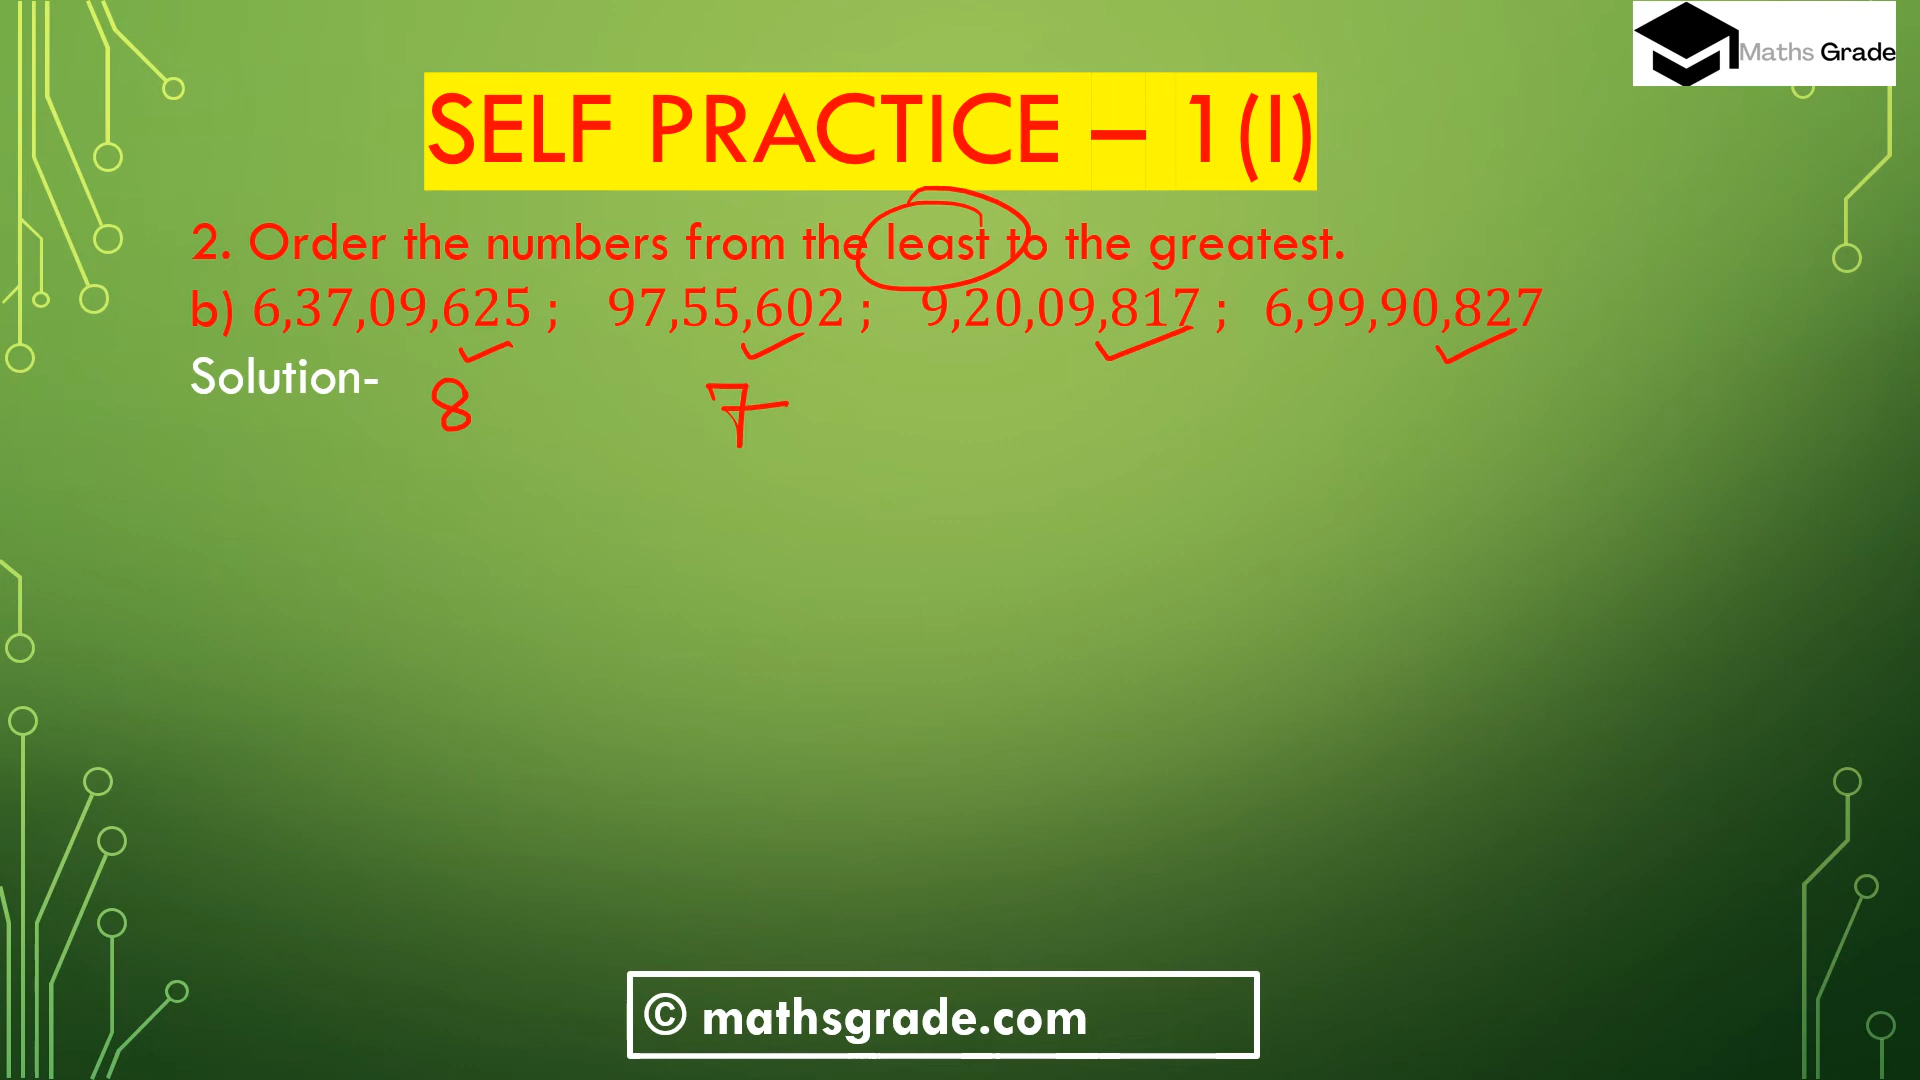 Maths Grade
SELF PRACTICE – 1(I)
2. Order the numbers from the least to the greatest.
b) 6,37,09,625 ; 97,55,602 ; 9,20,09,817 ; 6,99,90,827
Solution-
8 7
© mathsgrade.com